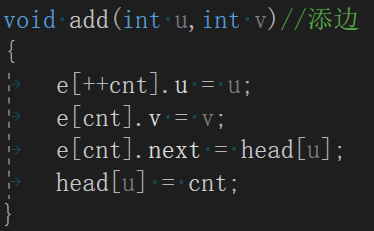 void add(int u,int v)//添边
{
e[++cnt].u = u;
e[cnt].v = v;
e[cnt].next = head[u];
head[u] = cnt;
}